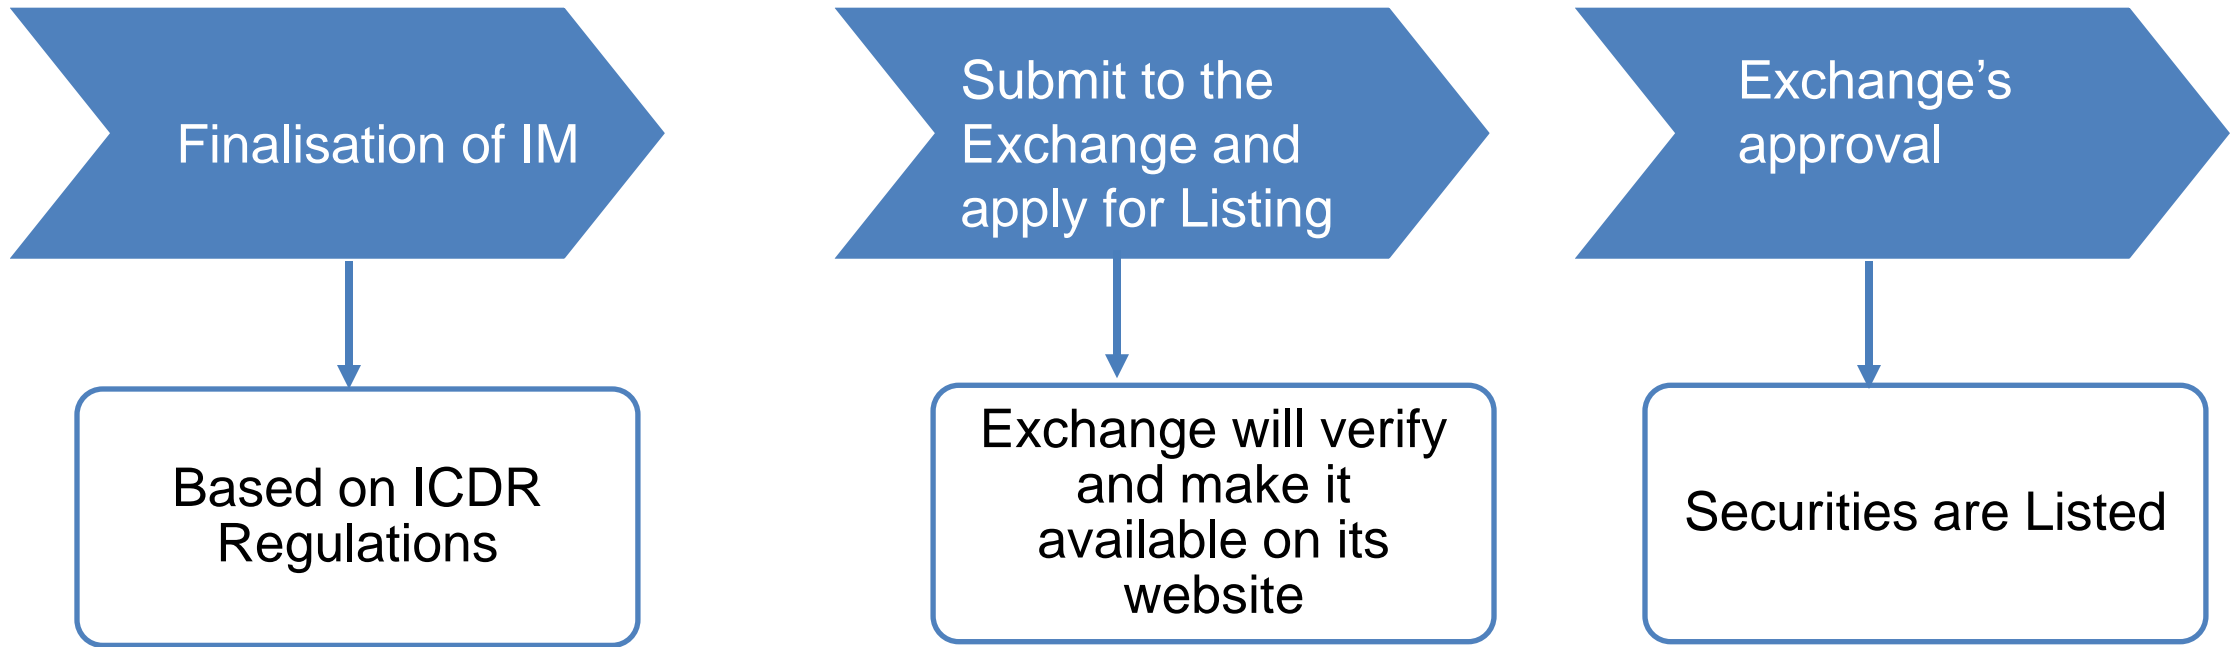 Finalisation of IM
Submit to the
Exchange and
apply for Listing
Exchange’s
approval
Based on ICDR
Regulations
Exchange will verify
and make it
available on its
website
Securities are Listed